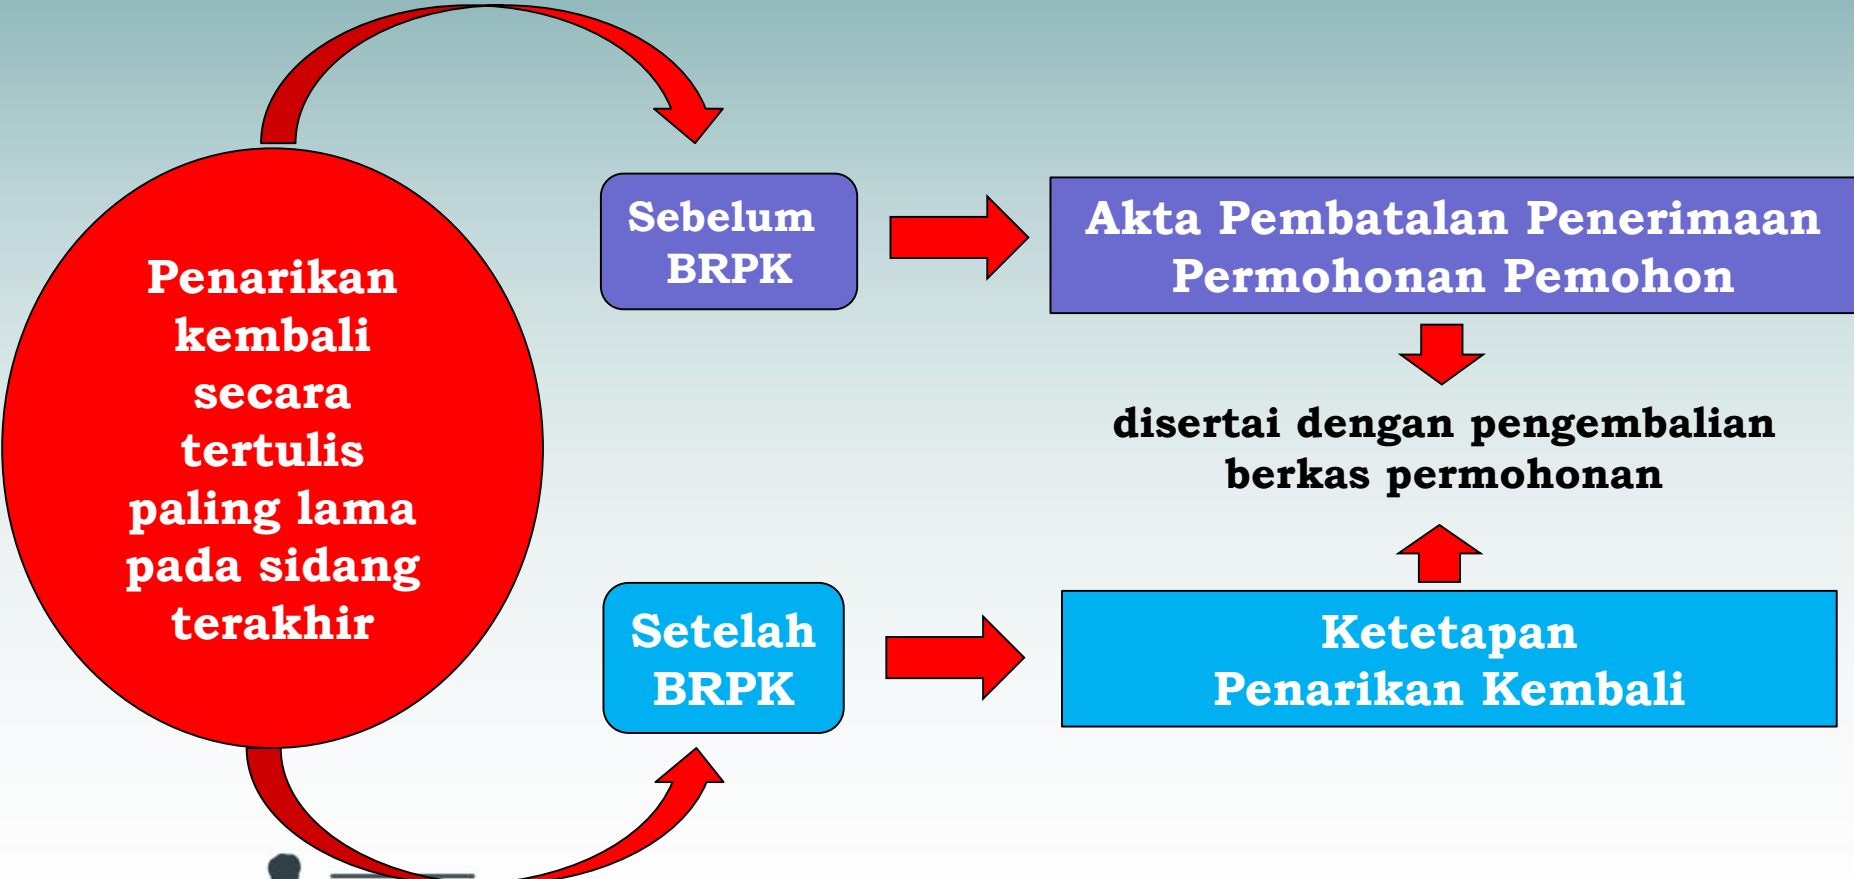 Penarikan
kembali
secara
tertulis
paling lama
pada sidang
terakhir
Sebelum
BRPK
Akta Pembatalan Penerimaan
Permohonan Pemohon
disertai dengan pengembalian
berkas permohonan
Setelah
BRPK
Ketetapan
Penarikan Kembali